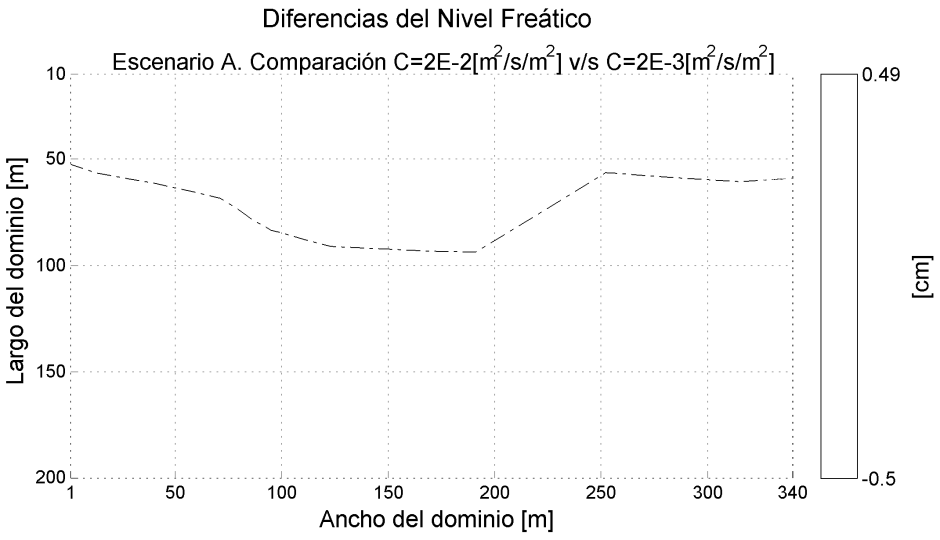 Diferencias del Nivel Freático
Escenario A. Comparación C=2E-2[m²/s/m²] v/s C=2E-3[m²/s/m²]
10
50
100
150
200
Largo del dominio [m]
1 50 100 150 200 250 300 340
Ancho del dominio [m]
0.49
-0.5
[cm]